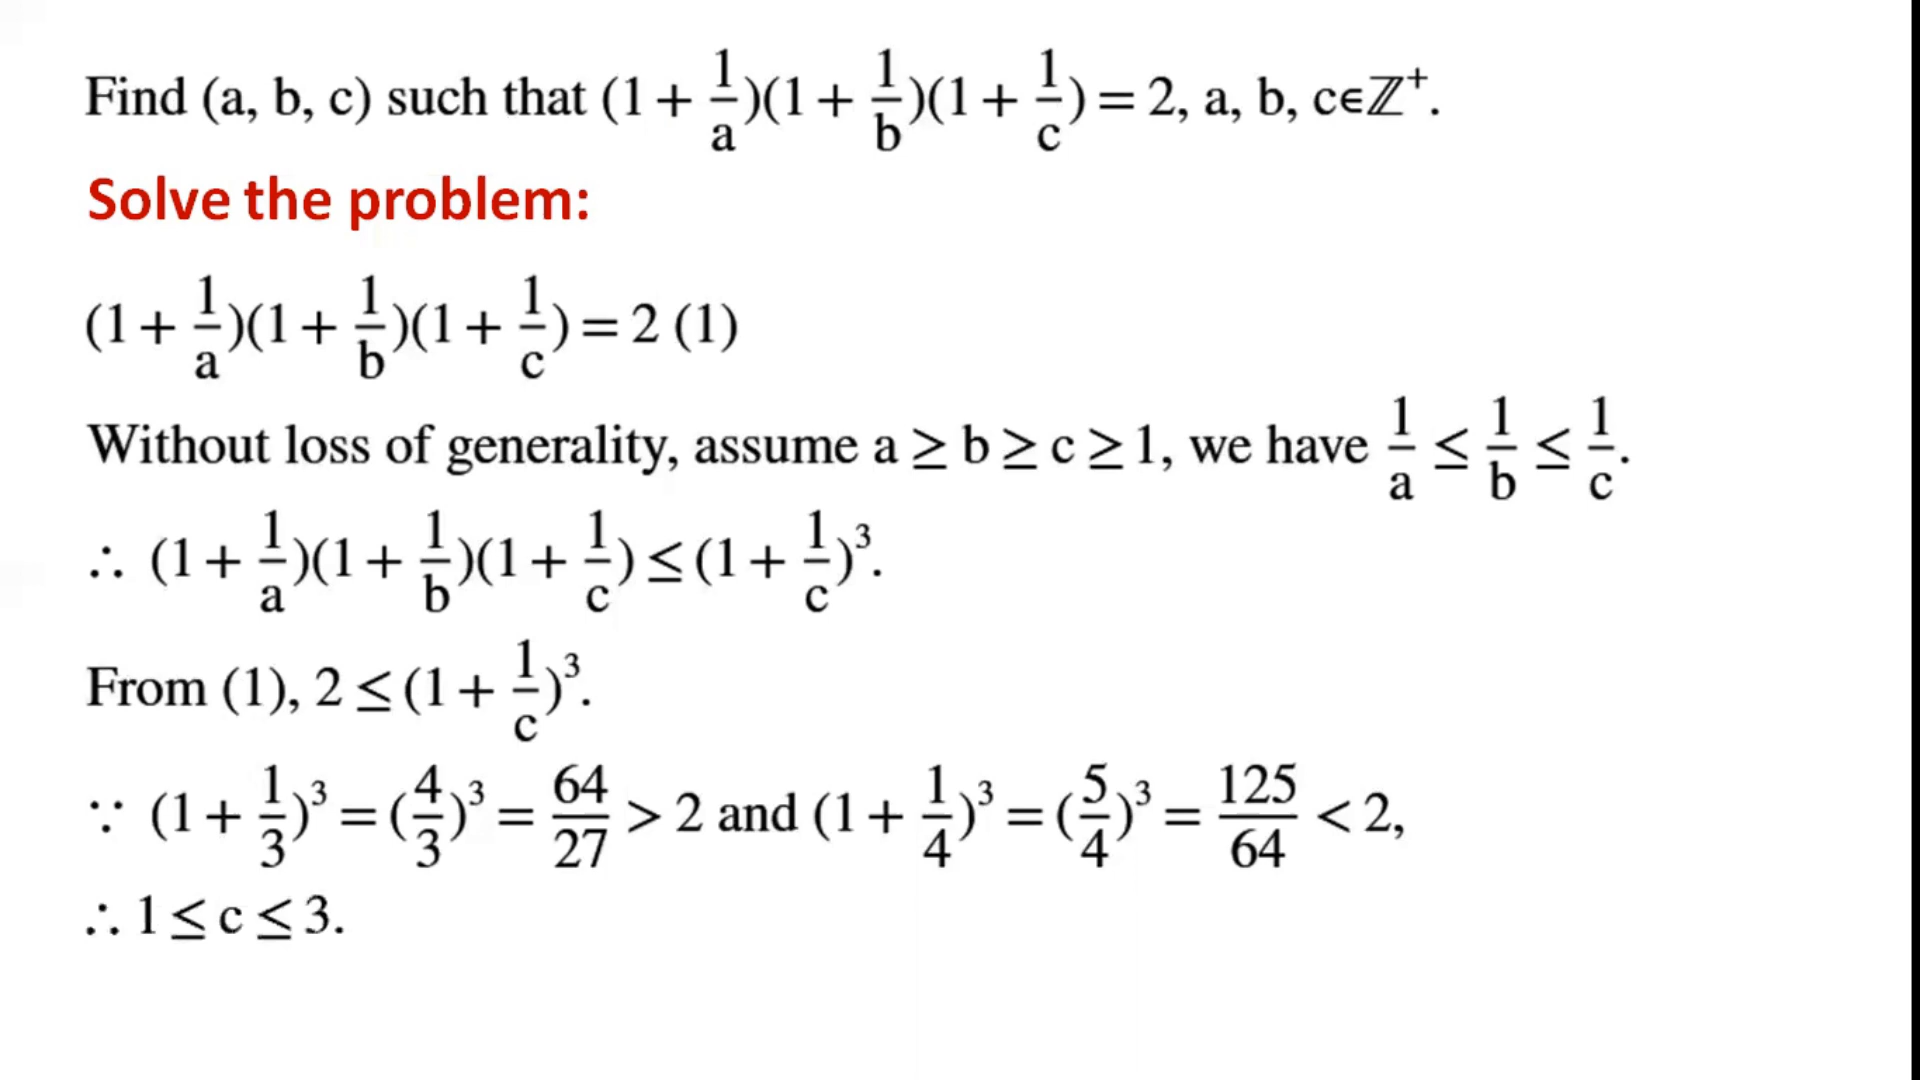 Find (a, b, c) such that (1 + 1/a)(1 + 1/b)(1 + 1/c) = 2, a, b, c∈ℤ⁺.
Solve the problem:
(1 + 1/a)(1 + 1/b)(1 + 1/c) = 2 (1)
Without loss of generality, assume a ≥ b ≥ c ≥ 1, we have 1/a ≤ 1/b ≤ 1/c.
∴ (1 + 1/a)(1 + 1/b)(1 + 1/c) ≤ (1 + 1/c)³.
From (1), 2 ≤ (1 + 1/c)³.
∵ (1 + 1/3)³ = (4/3)³ = 64/27 > 2 and (1 + 1/4)³ = (5/4)³ = 125/64 < 2,
∴ 1 ≤ c ≤ 3.